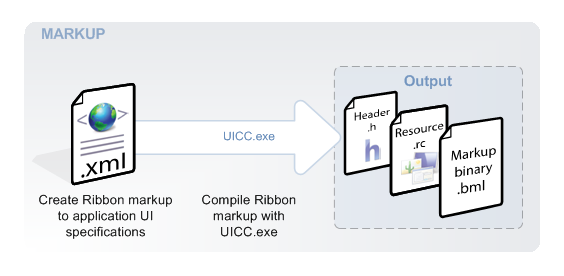 MARKUP
Output
Header
.h
h
Resource
.rc
Markup
binary
.bml
UICC.exe
< >
.xml
Create Ribbon markup
to application UI
specifications
Compile Ribbon
markup with
UICC.exe